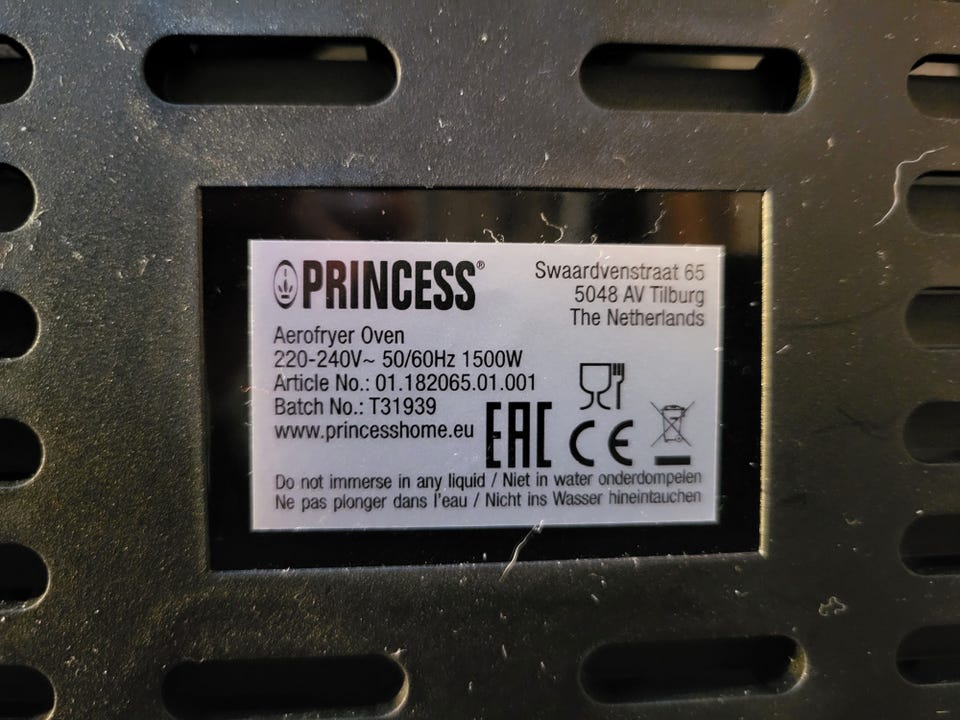 PRINCESS®
Swaardvenstraat 65
5048 AV Tilburg
The Netherlands
Aerofryer Oven
220-240V~ 50/60Hz 1500W
Article No.: 01.182065.01.001
Batch No.: T31939
www.princesshome.eu
EAC
CE
Do not immerse in any liquid / Niet in water onderdompelen
Ne pas plonger dans l'eau / Nicht ins Wasser hineintauchen